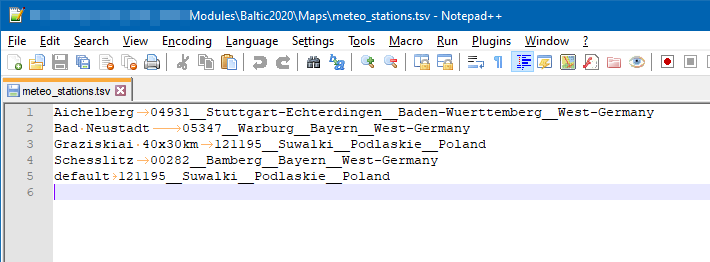 Modules\Baltic2020\Maps\meteo_stations.tsv - Notepad++
File Edit Search View Encoding Language Settings Tools Macro Run Plugins Window ?
meteo_stations.tsv
1 Aichelberg→04931__Stuttgart-Echterdingen__Baden-Wuerttemberg__West-Germany
2 Bad·Neustadt→05347__Warburg__Bayern__West-Germany
3 Graziskiai·40x30km→121195__Suwalki__Podlaskie__Poland
4 Schesslitz→00282__Bamberg__Bayern__West-Germany
5 default→121195__Suwalki__Podlaskie__Poland
6